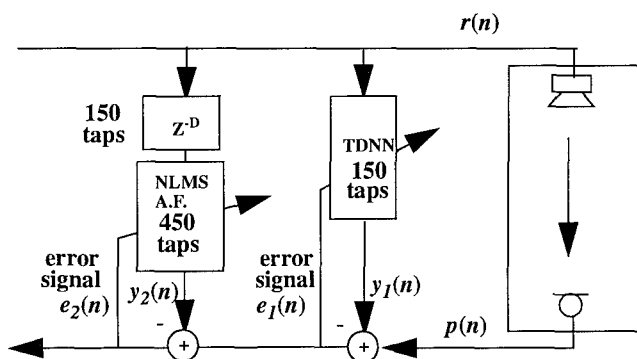 r(n)
150
taps
Z-D
TDNN
150
taps
NLMS
A.F.
450
taps
error
signal
e2(n)
y2(n)
error
signal
e1(n)
y1(n)
p(n)
-
+
-
+